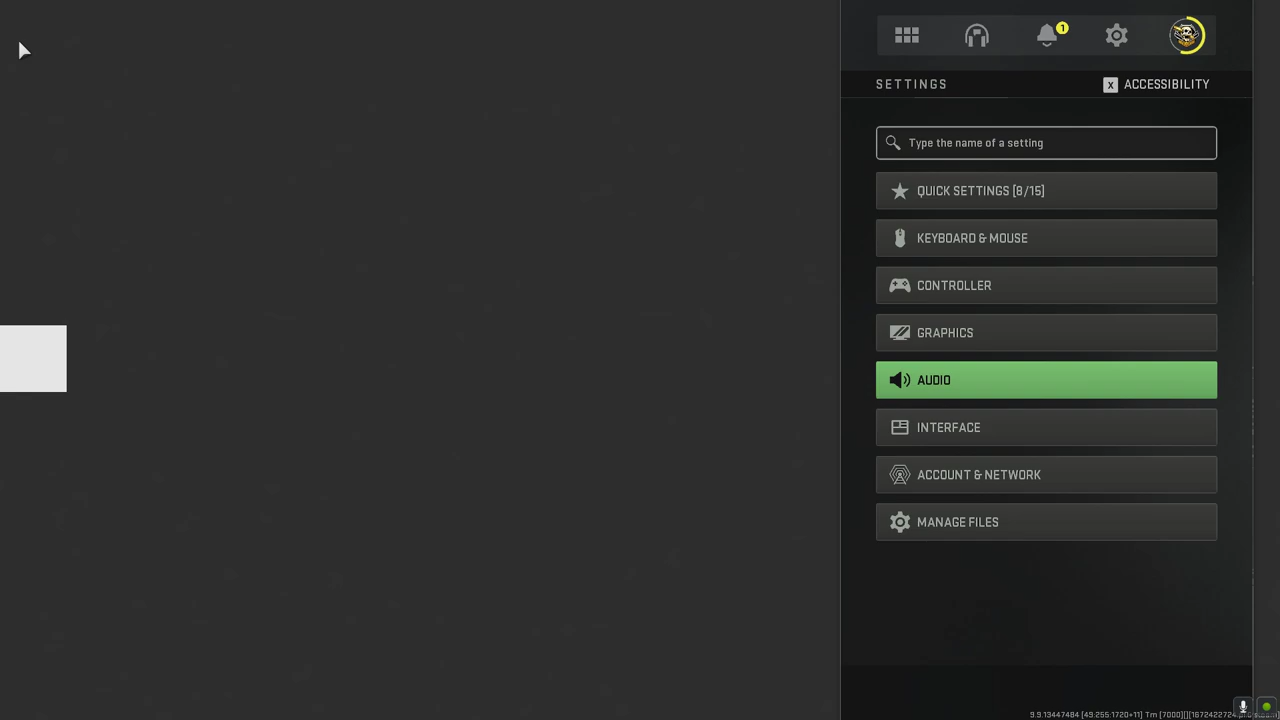 1
SETTINGS
X ACCESSIBILITY
Type the name of a setting
QUICK SETTINGS [8/15]
KEYBOARD & MOUSE
CONTROLLER
GRAPHICS
AUDIO
INTERFACE
ACCOUNT & NETWORK
MANAGE FILES